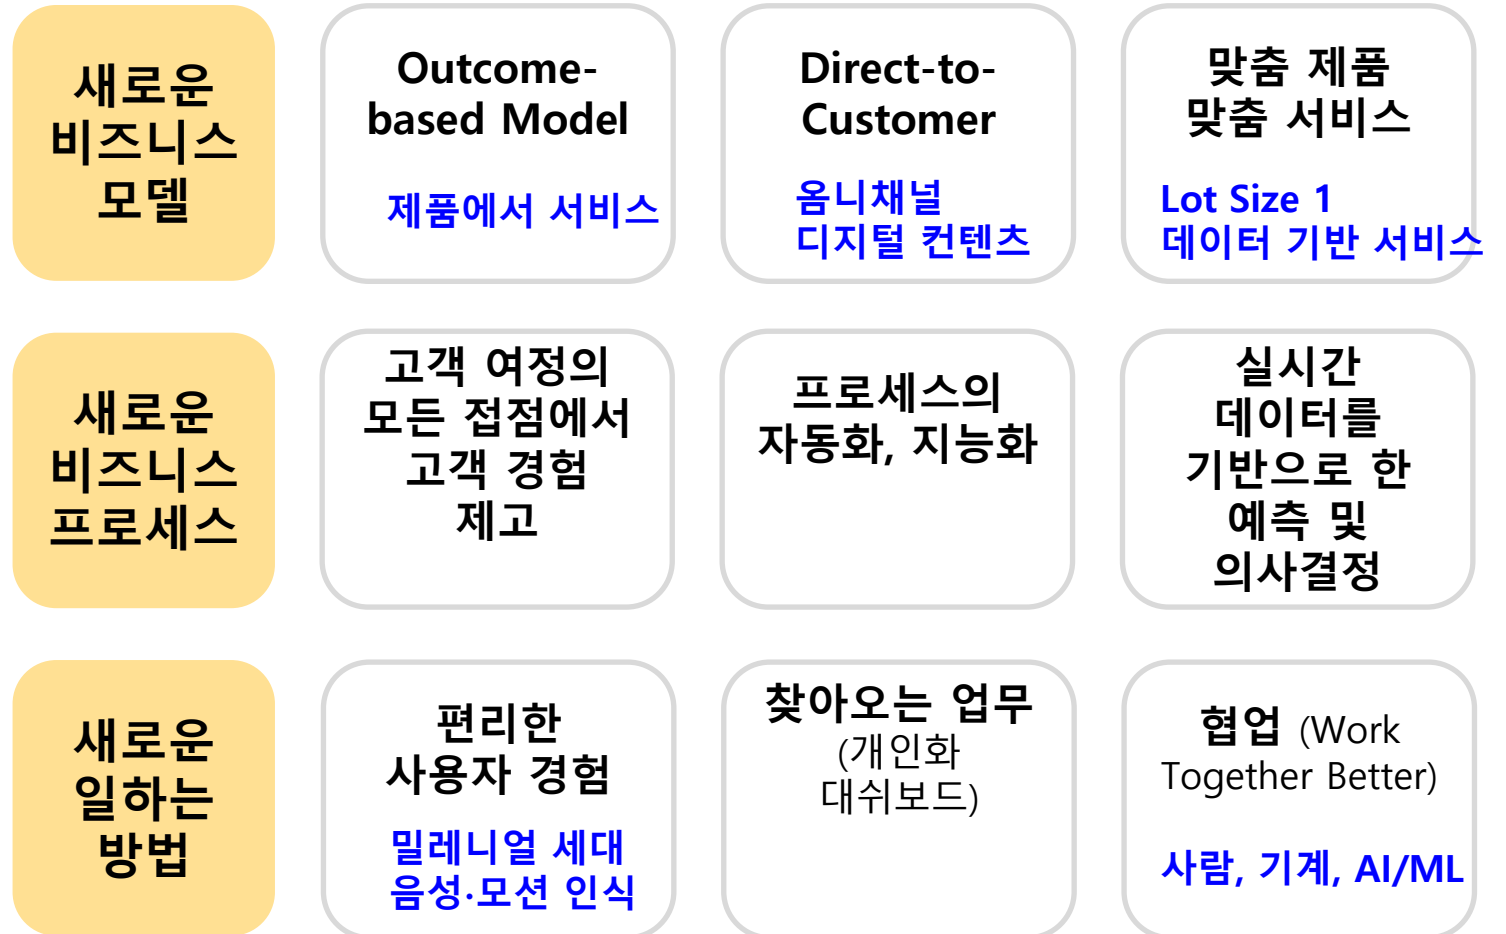 새로운
비즈니스
모델
Outcome-
based Model
제품에서 서비스
Direct-to-
Customer
옴니채널
디지털 컨텐츠
맞춤 제품
맞춤 서비스
Lot Size 1
데이터 기반 서비스
새로운
비즈니스
프로세스
고객 여정의
모든 접점에서
고객 경험
제고
프로세스의
자동화, 지능화
실시간
데이터를
기반으로 한
예측 및
의사결정
새로운
일하는
방법
편리한
사용자 경험
밀레니얼 세대
음성·모션 인식
찾아오는 업무
(개인화
대쉬보드)
협업 (Work
Together Better)
사람, 기계, AI/ML